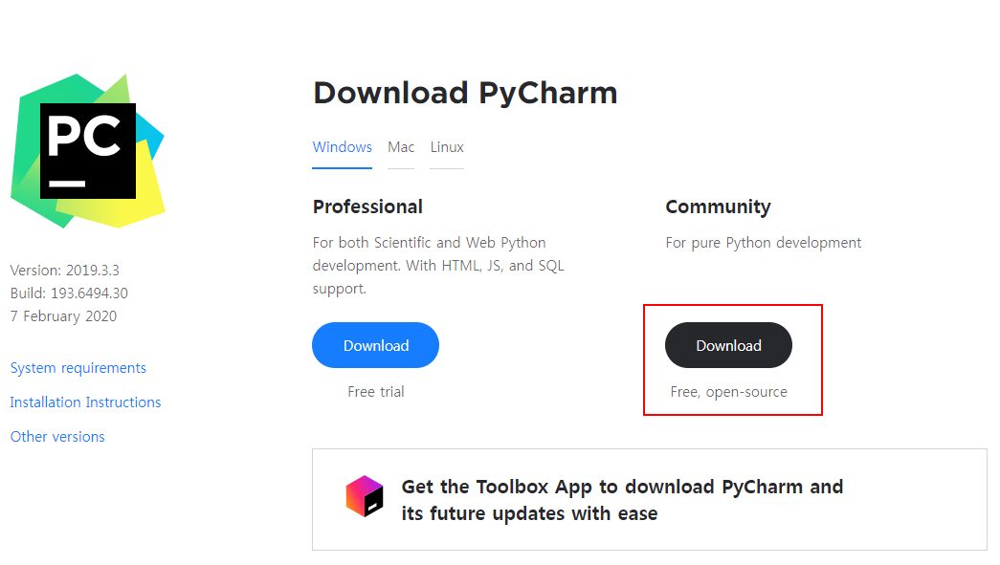 PC
Version: 2019.3.3
Build: 193.6494.30
7 February 2020
System requirements
Installation Instructions
Other versions
Download PyCharm
Windows Mac Linux
Professional
For both Scientific and Web Python
development. With HTML, JS, and SQL
support.
Download
Free trial
Community
For pure Python development
Download
Free, open-source
Get the Toolbox App to download PyCharm and
its future updates with ease